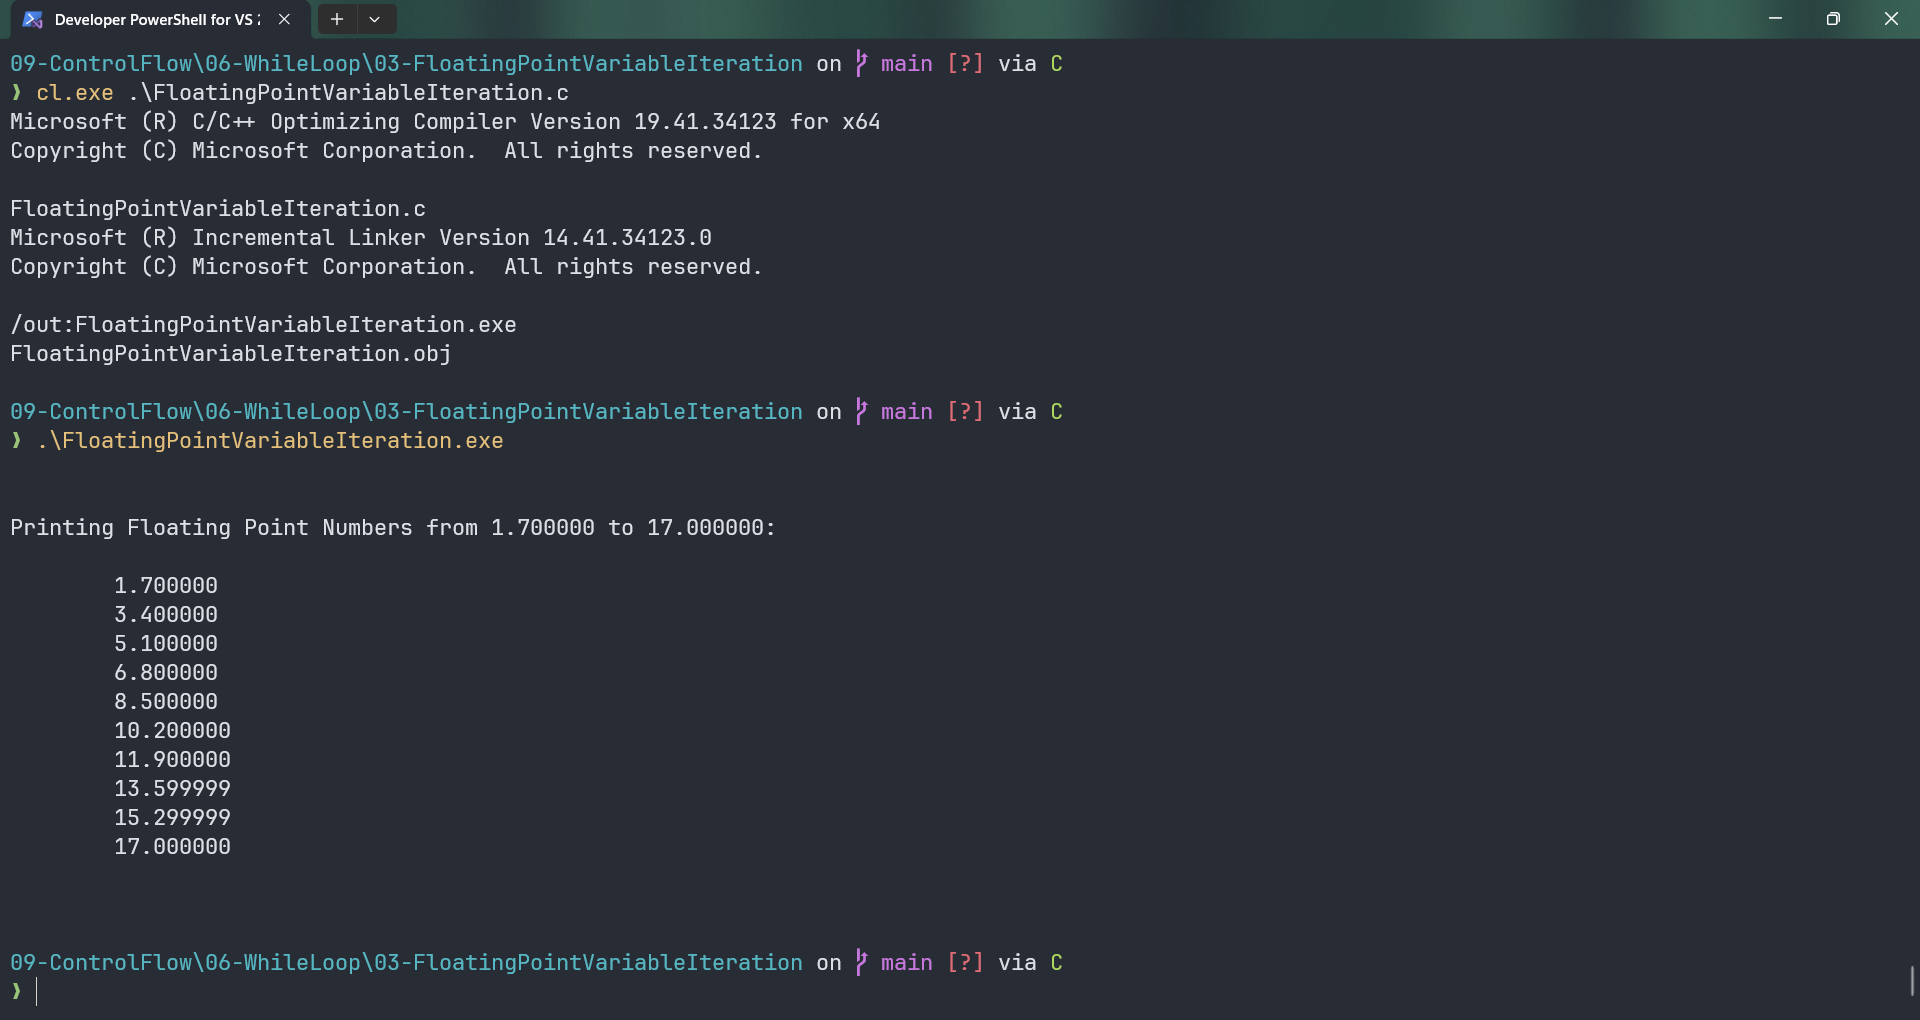 Developer PowerShell for VS 2
09-ControlFlow\06-WhileLoop\03-FloatingPointVariableIteration on main [?] via C
❱ cl.exe .\FloatingPointVariableIteration.c
Microsoft (R) C/C++ Optimizing Compiler Version 19.41.34123 for x64
Copyright (C) Microsoft Corporation.  All rights reserved.
FloatingPointVariableIteration.c
Microsoft (R) Incremental Linker Version 14.41.34123.0
Copyright (C) Microsoft Corporation.  All rights reserved.
/out:FloatingPointVariableIteration.exe
FloatingPointVariableIteration.obj
09-ControlFlow\06-WhileLoop\03-FloatingPointVariableIteration on main [?] via C
❱ .\FloatingPointVariableIteration.exe
Printing Floating Point Numbers from 1.700000 to 17.000000:
1.700000
3.400000
5.100000
6.800000
8.500000
10.200000
11.900000
13.599999
15.299999
17.000000
09-ControlFlow\06-WhileLoop\03-FloatingPointVariableIteration on main [?] via C
❱